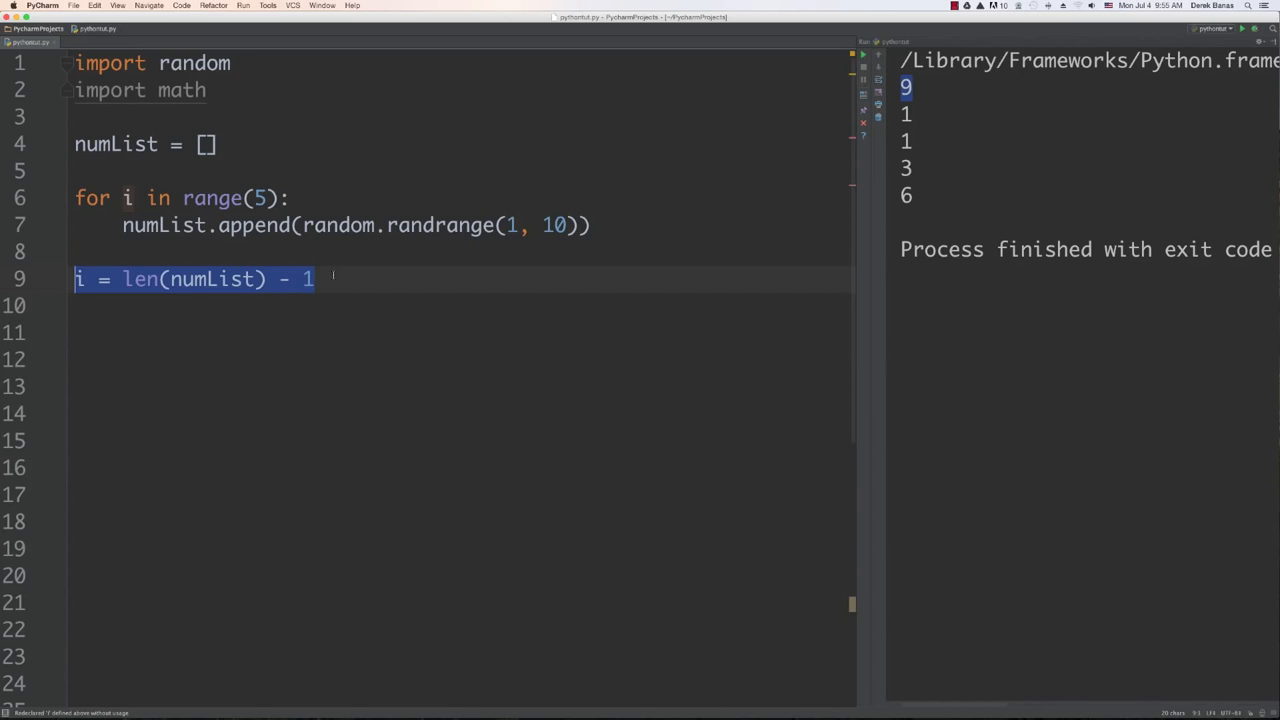 PyCharm File Edit View Navigate Code Refactor Run Tools VCS Window Help
10 Mon Jul 4 9:55 AM Derek Banas
pythontut.py - PycharmProjects - [~/PycharmProjects]
PycharmProjects pythontut.py
pythontut
pythontut.py
Run: pythontut
1 import random
2 import math
3
4 numList = []
5
6 for i in range(5):
7 numList.append(random.randrange(1, 10))
8
9 i = len(numList) - 1
10
11
12
13
14
15
16
17
18
19
20
21
22
23
24
/Library/Frameworks/Python.frame
9
1
1
3
6
Process finished with exit code
Redeclared 'i' defined above without usage
20 chars 9:1 LF÷ UTF-8÷